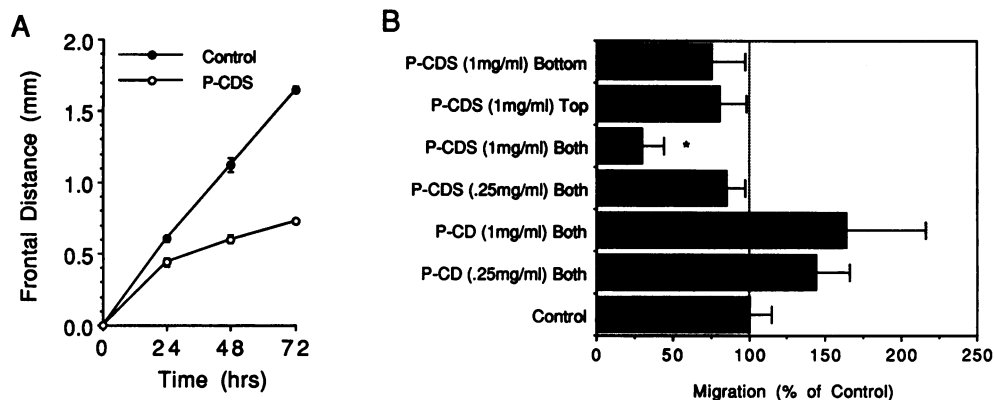 A
2.0
1.5
1.0
0.5
0.0
Frontal Distance (mm)
Control
P-CDS
0 24 48 72
Time (hrs)
B
P-CDS (1mg/ml) Bottom
P-CDS (1mg/ml) Top
P-CDS (1mg/ml) Both
*
P-CDS (.25mg/ml) Both
P-CD (1mg/ml) Both
P-CD (.25mg/ml) Both
Control
0 50 100 150 200 250
Migration (% of Control)